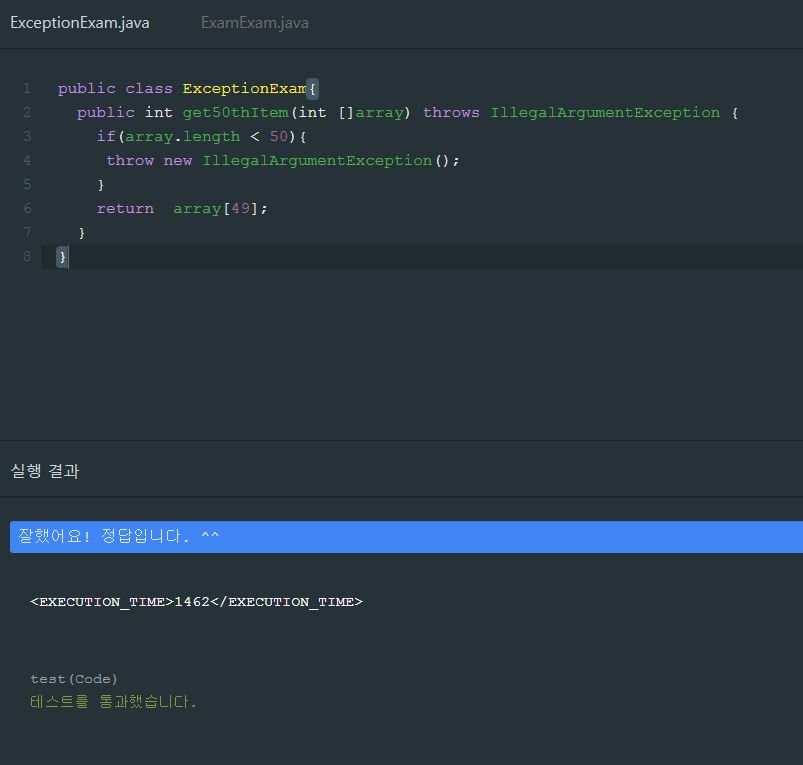 ExceptionExam.java ExamExam.java
1 public class ExceptionExam{
2 public int get50thItem(int []array) throws IllegalArgumentException {
3 if(array.length < 50){
4 throw new IllegalArgumentException();
5 }
6 return array[49];
7 }
8 }
실행 결과
잘했어요! 정답입니다. ^^
<EXECUTION_TIME>1462</EXECUTION_TIME>
test(Code)
테스트를 통과했습니다.